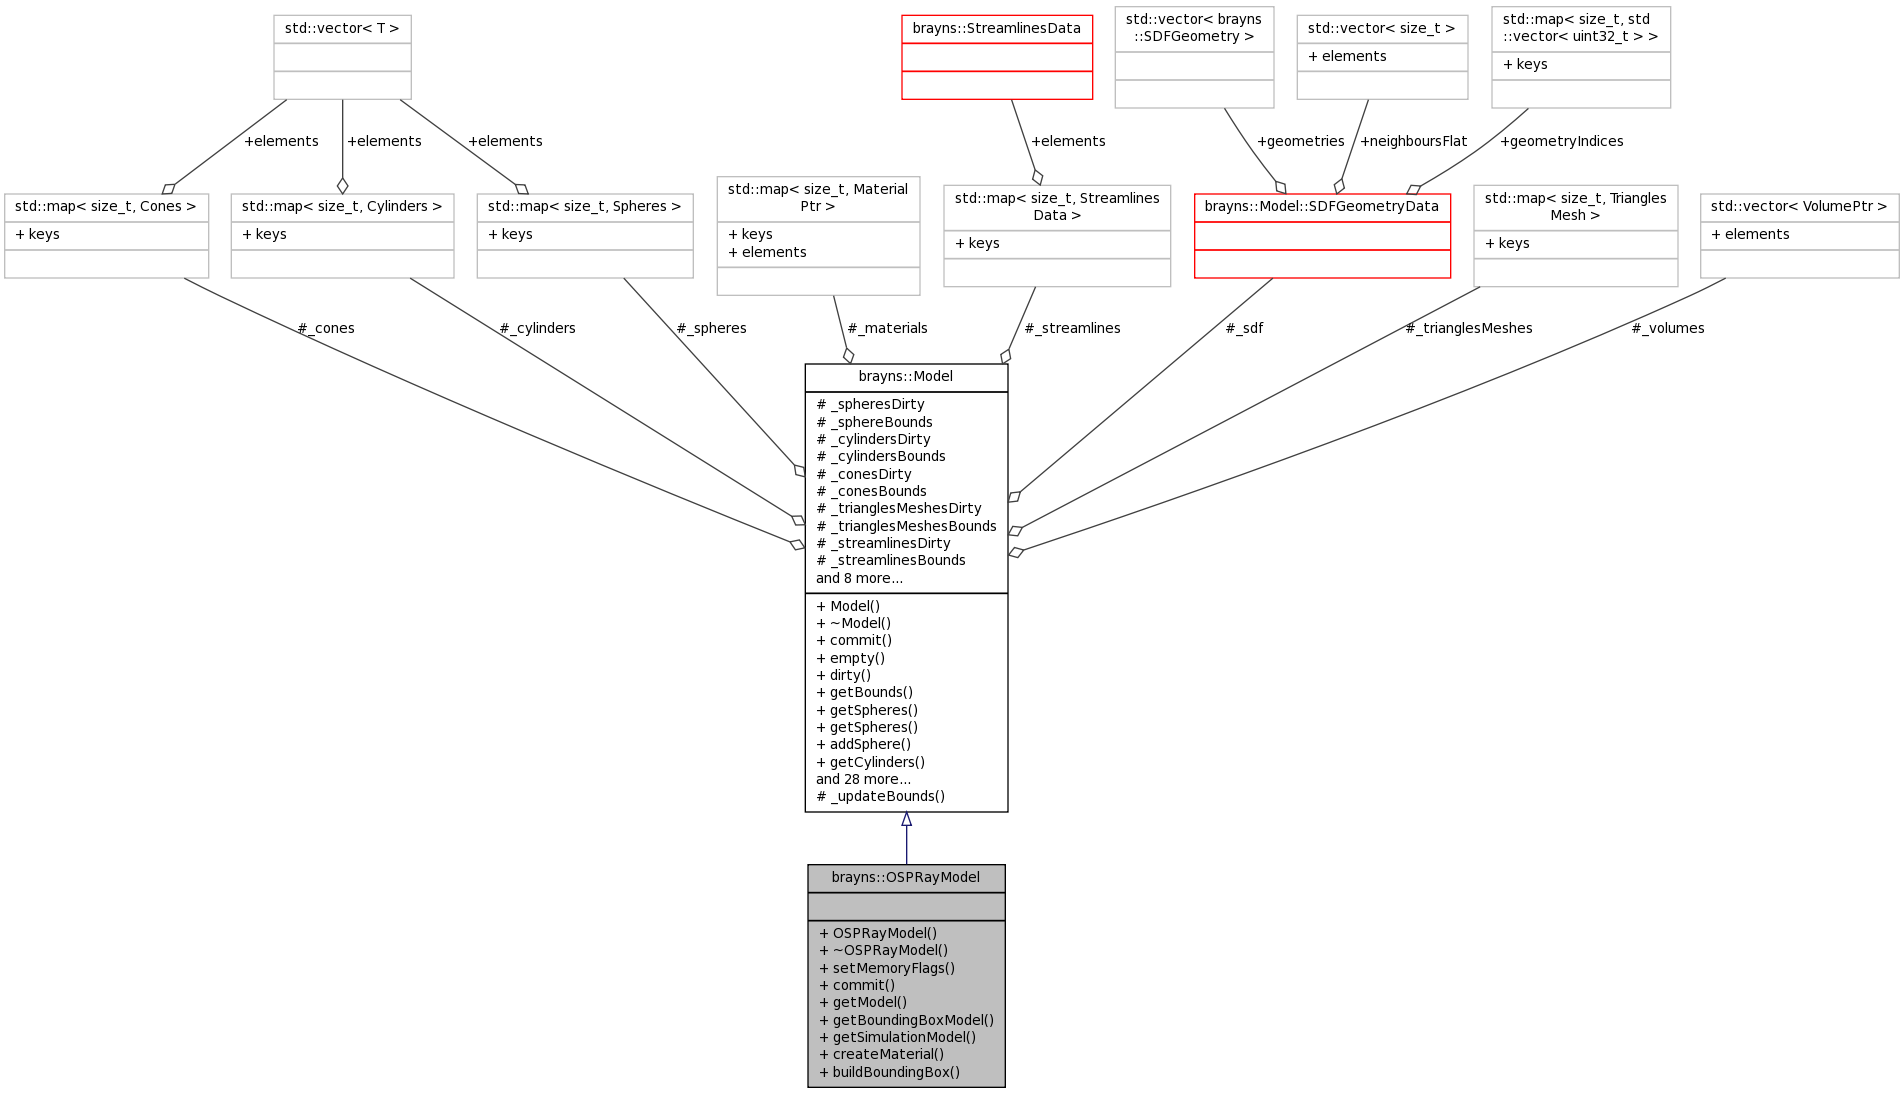 std::vector< T >
brayns::StreamlinesData
std::vector< brayns
::SDFGeometry >
std::vector< size_t >
+ elements
std::map< size_t, std
::vector< uint32_t > >
+ keys
+elements
+elements
+elements
+elements
+geometries
+neighboursFlat
+geometryIndices
std::map< size_t, Cones >
+ keys
std::map< size_t, Cylinders >
+ keys
std::map< size_t, Spheres >
+ keys
std::map< size_t, Material
Ptr >
+ keys
+ elements
std::map< size_t, Streamlines
Data >
+ keys
brayns::Model::SDFGeometryData
std::map< size_t, Triangles
Mesh >
+ keys
std::vector< VolumePtr >
+ elements
#_cones
#_cylinders
#_spheres
#_materials
#_streamlines
#_sdf
#_trianglesMeshes
#_volumes
brayns::Model
# _spheresDirty
# _sphereBounds
# _cylindersDirty
# _cylindersBounds
# _conesDirty
# _conesBounds
# _trianglesMeshesDirty
# _trianglesMeshesBounds
# _streamlinesDirty
# _streamlinesBounds
and 8 more...
+ Model()
+ ~Model()
+ commit()
+ empty()
+ dirty()
+ getBounds()
+ getSpheres()
+ getSpheres()
+ addSphere()
+ getCylinders()
and 28 more...
# _updateBounds()
brayns::OSPRayModel
+ OSPRayModel()
+ ~OSPRayModel()
+ setMemoryFlags()
+ commit()
+ getModel()
+ getBoundingBoxModel()
+ getSimulationModel()
+ createMaterial()
+ buildBoundingBox()